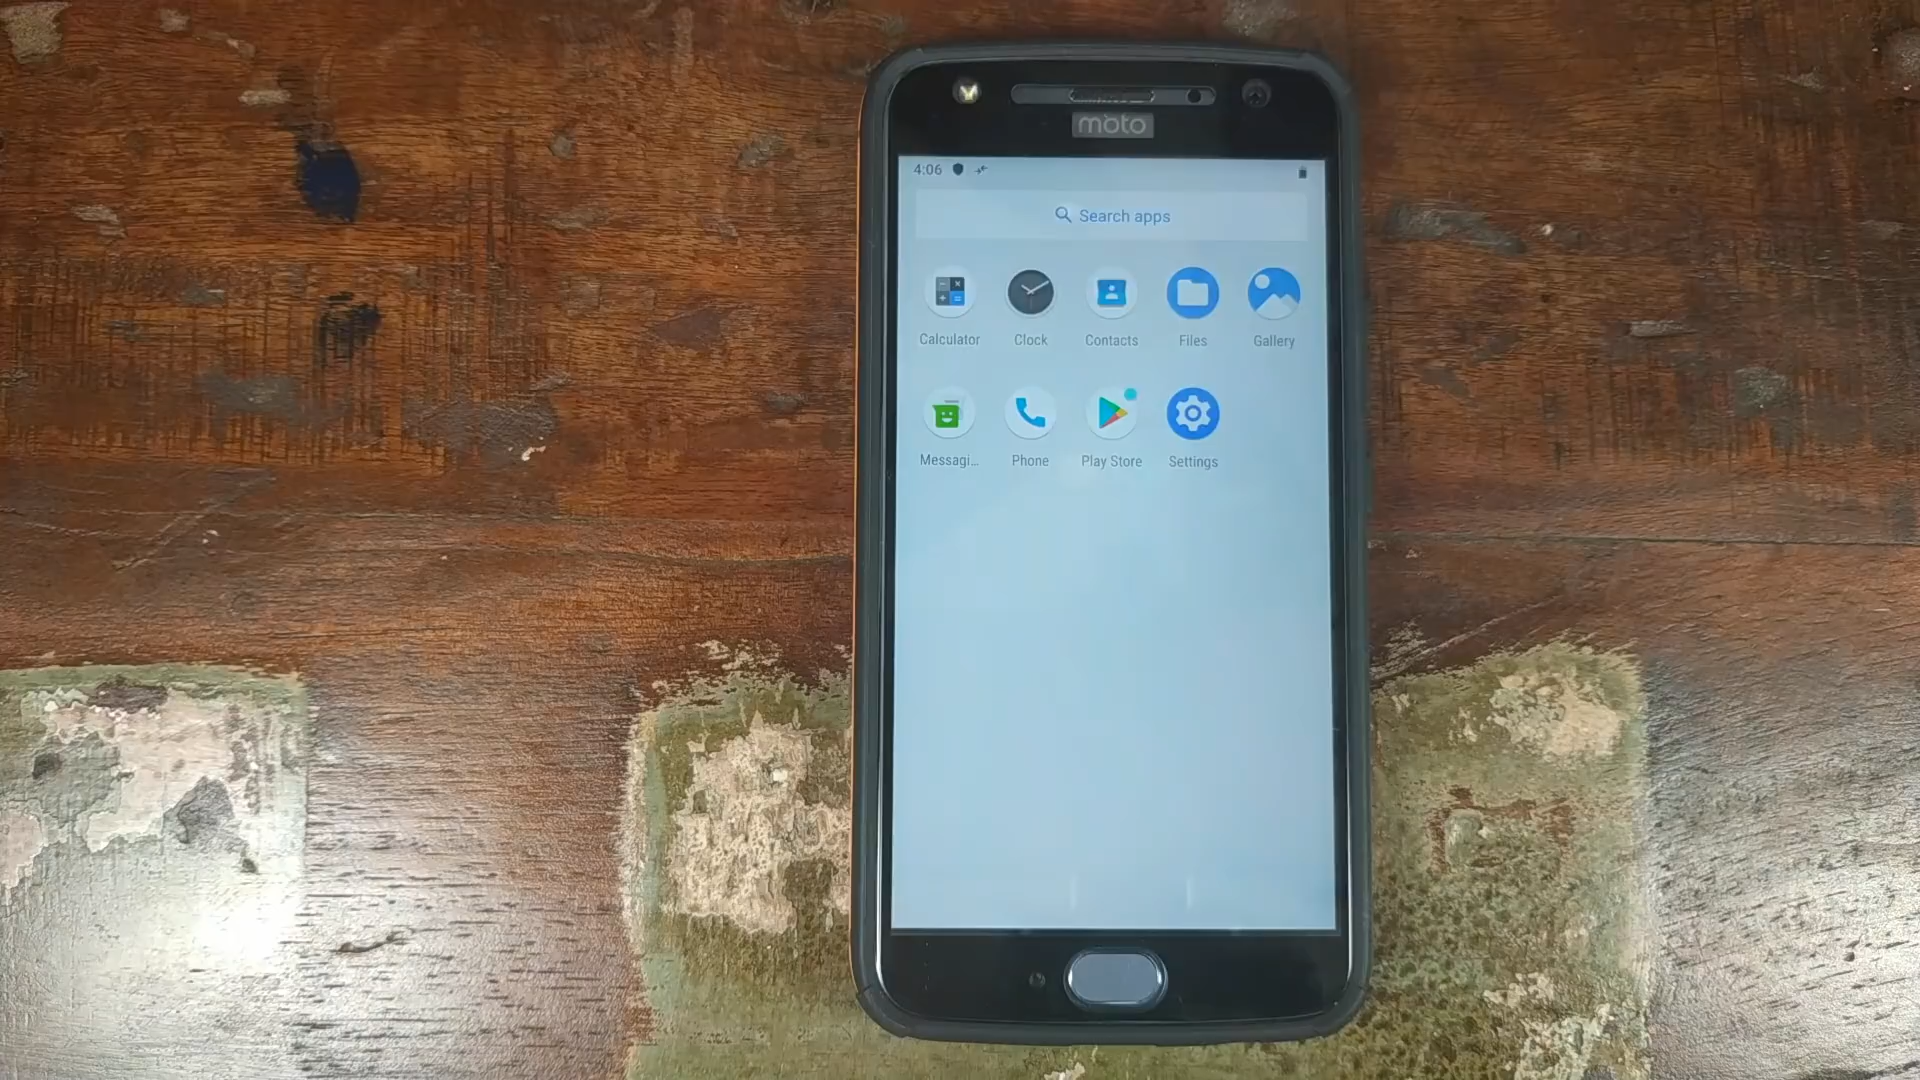 moto
4:06
Search apps
Calculator Clock Contacts Files Gallery
Messagi... Phone Play Store Settings